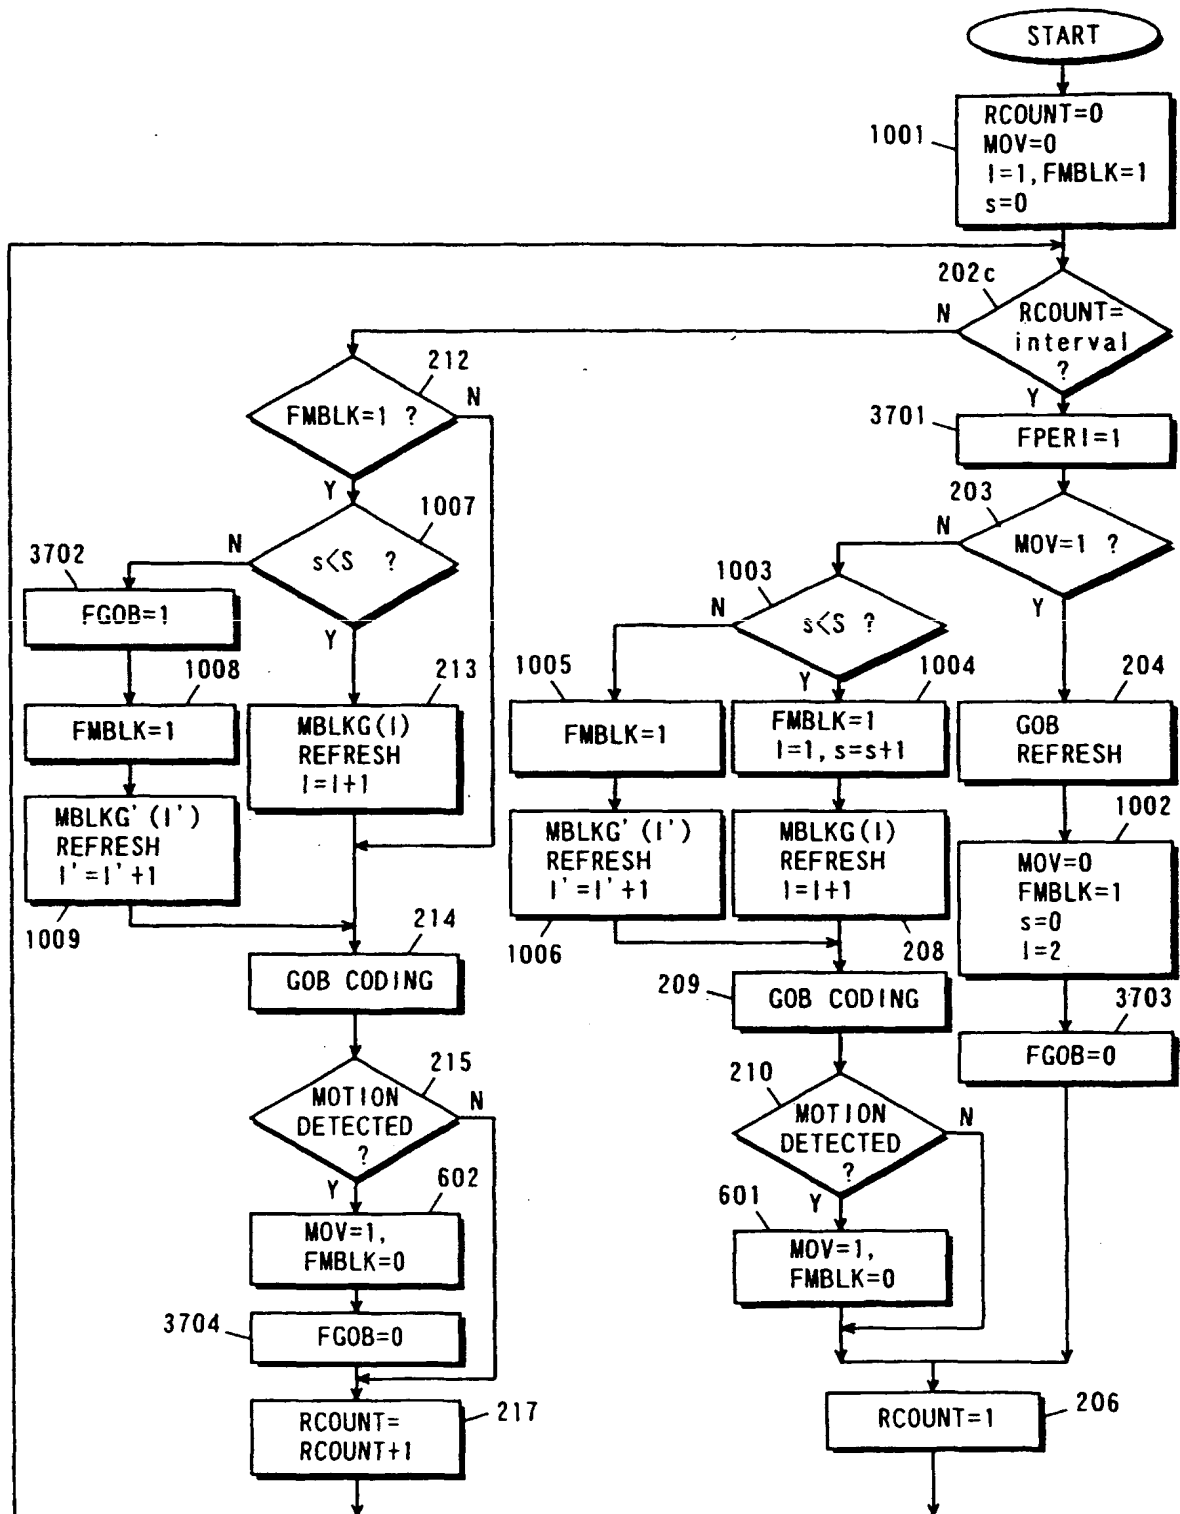 START
1001
RCOUNT=0
MOV=0
I=1, FMBLK=1
s=0
202c
N
RCOUNT=
interval
?
Y
3701
FPERI=1
203
N
MOV=1 ?
Y
212
N
FMBLK=1 ?
Y
1007
N
s<S ?
Y
3702
FGOB=1
1008
FMBLK=1
213
MBLKG(I)
REFRESH
I=I+1
MBLKG'(I')
REFRESH
I'=I'+1
1009
1003
N
s<S ?
Y
1005
FMBLK=1
1004
FMBLK=1
I=1, s=s+1
204
GOB
REFRESH
MBLKG'(I')
REFRESH
I'=I'+1
1006
MBLKG(I)
REFRESH
I=I+1
208
1002
MOV=0
FMBLK=1
s=0
I=2
214
GOB CODING
209
GOB CODING
3703
FGOB=0
215
MOTION
DETECTED
?
N
Y
210
MOTION
DETECTED
?
N
Y
602
MOV=1,
FMBLK=0
601
MOV=1,
FMBLK=0
3704
FGOB=0
RCOUNT=
RCOUNT+1
217
RCOUNT=1
206